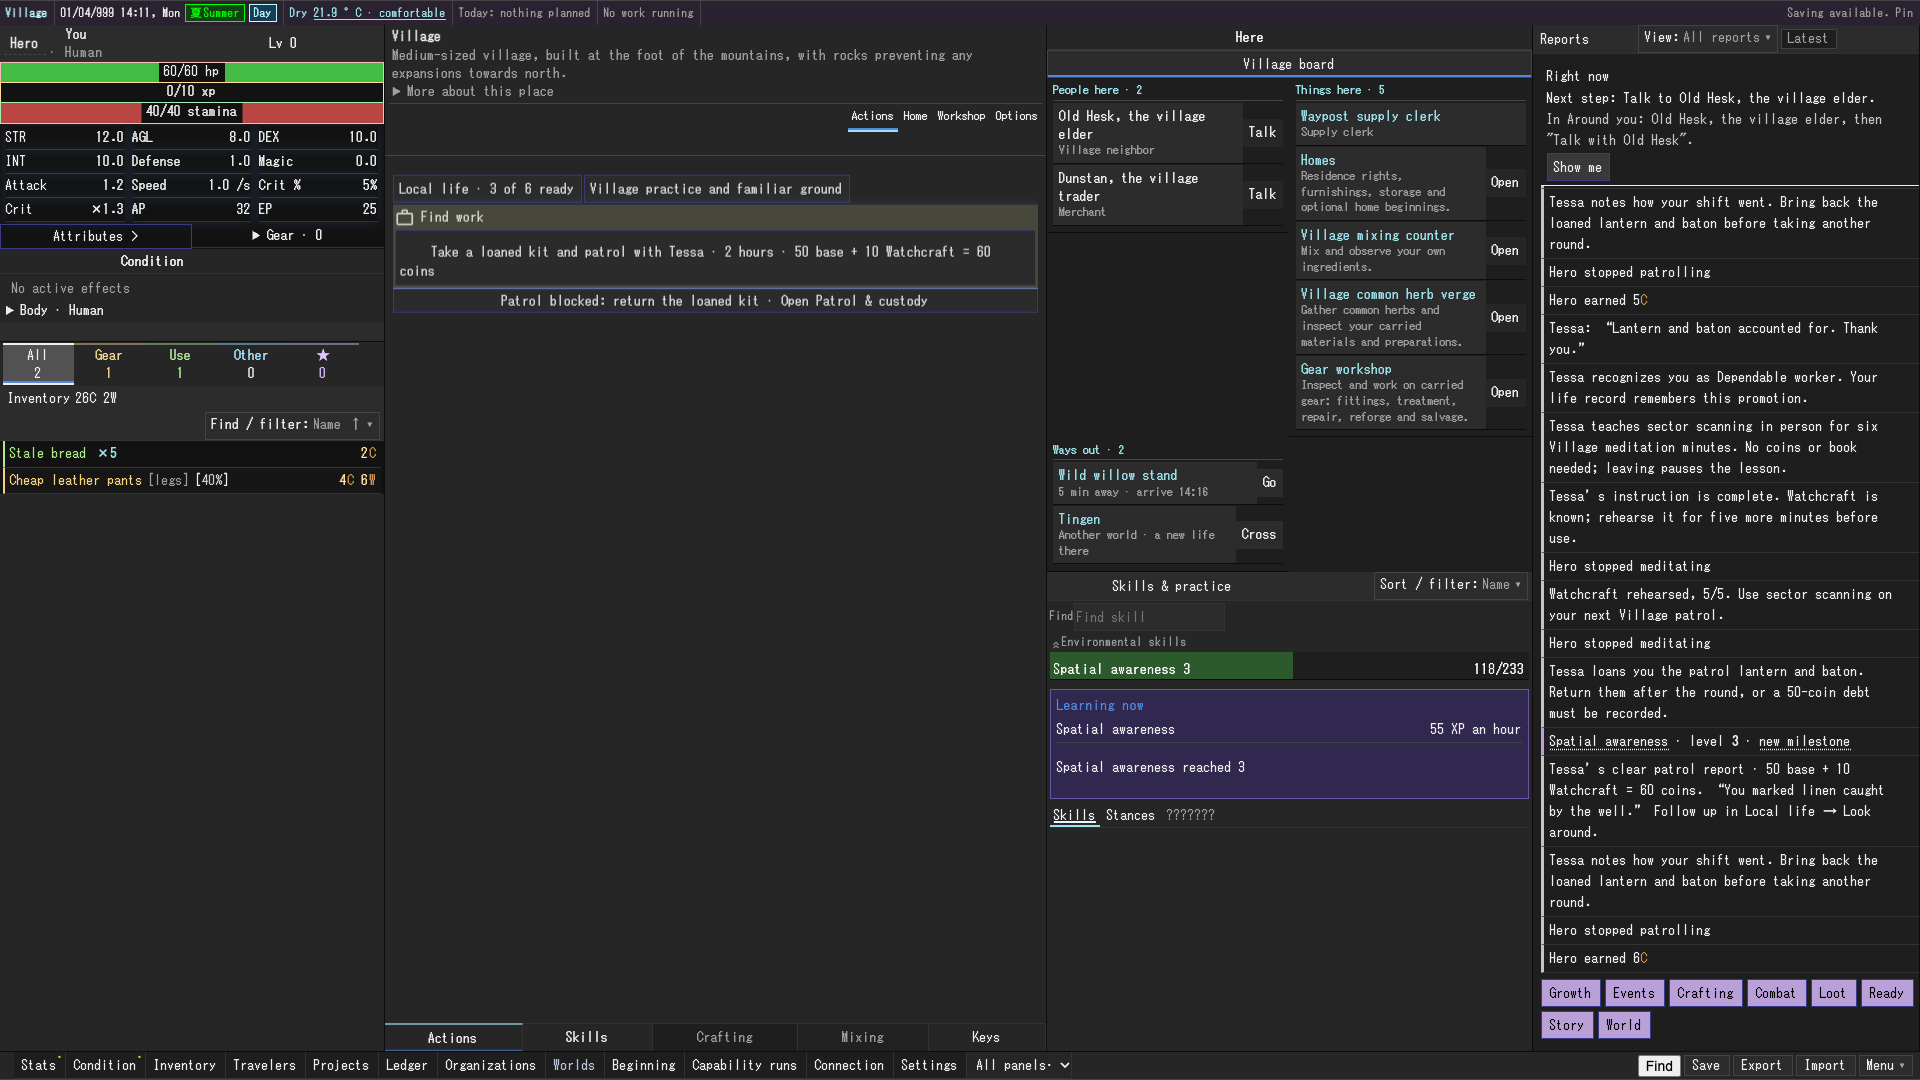 Village 01/04/999 14:11, Mon 夏Summer Day Dry 21.9 ° C · comfortable Today: nothing planned No work running Saving available. Pin
Hero · You Lv 0
Human
60/60 hp
0/10 xp
40/40 stamina
STR 12.0 AGL 8.0 DEX 10.0
INT 10.0 Defense 1.0 Magic 0.0
Attack 1.2 Speed 1.0 /s Crit % 5%
Crit ×1.3 AP 32 EP 25
Attributes > ▶ Gear · 0
Condition
No active effects
▶ Body · Human
All Gear Use Other ★
2 1 1 0 0
Inventory 26C 2W
Find / filter: Name ↑ ▾
Stale bread ×5 2C
Cheap leather pants [legs] [40%] 4C 6W
Village
Medium-sized village, built at the foot of the mountains, with rocks preventing any
expansions towards north.
▶ More about this place
Actions Home Workshop Options
Local life · 3 of 6 ready Village practice and familiar ground
Find work
Take a loaned kit and patrol with Tessa · 2 hours · 50 base + 10 Watchcraft = 60
coins
Patrol blocked: return the loaned kit · Open Patrol & custody
Actions Skills Crafting Mixing Keys
Here
Village board
People here · 2
Old Hesk, the village
elder
Village neighbor
Talk
Dunstan, the village
trader
Merchant
Talk
Things here · 5
Waypost supply clerk
Supply clerk
Homes
Residence rights,
furnishings, storage and
optional home beginnings.
Open
Village mixing counter
Mix and observe your own
ingredients.
Open
Village common herb verge
Gather common herbs and
inspect your carried
materials and preparations.
Open
Gear workshop
Inspect and work on carried
gear: fittings, treatment,
repair, reforge and salvage.
Open
Ways out · 2
Wild willow stand
5 min away · arrive 14:16
Go
Tingen
Another world · a new life
there
Cross
Skills & practice Sort / filter: Name ▾
Find Find skill
Environmental skills
Spatial awareness 3 118/233
Learning now
Spatial awareness 55 XP an hour
Spatial awareness reached 3
Skills Stances ???????
Reports View: All reports ▾ Latest
Right now
Next step: Talk to Old Hesk, the village elder.
In Around you: Old Hesk, the village elder, then
"Talk with Old Hesk".
Show me
Tessa notes how your shift went. Bring back the
loaned lantern and baton before taking another
round.
Hero stopped patrolling
Hero earned 5C
Tessa: “Lantern and baton accounted for. Thank
you.”
Tessa recognizes you as Dependable worker. Your
life record remembers this promotion.
Tessa teaches sector scanning in person for six
Village meditation minutes. No coins or book
needed; leaving pauses the lesson.
Tessa’s instruction is complete. Watchcraft is
known; rehearse it for five more minutes before
use.
Hero stopped meditating
Watchcraft rehearsed, 5/5. Use sector scanning on
your next Village patrol.
Hero stopped meditating
Tessa loans you the patrol lantern and baton.
Return them after the round, or a 50-coin debt
must be recorded.
Spatial awareness · level 3 · new milestone
Tessa’s clear patrol report · 50 base + 10
Watchcraft = 60 coins. “You marked linen caught
by the well.” Follow up in Local life → Look
around.
Tessa notes how your shift went. Bring back the
loaned lantern and baton before taking another
round.
Hero stopped patrolling
Hero earned 6C
Growth Events Crafting Combat Loot Ready
Story World
Stats Condition Inventory Travelers Projects Ledger Organizations Worlds Beginning Capability runs Connection Settings All panels· Find Save Export Import Menu ▾